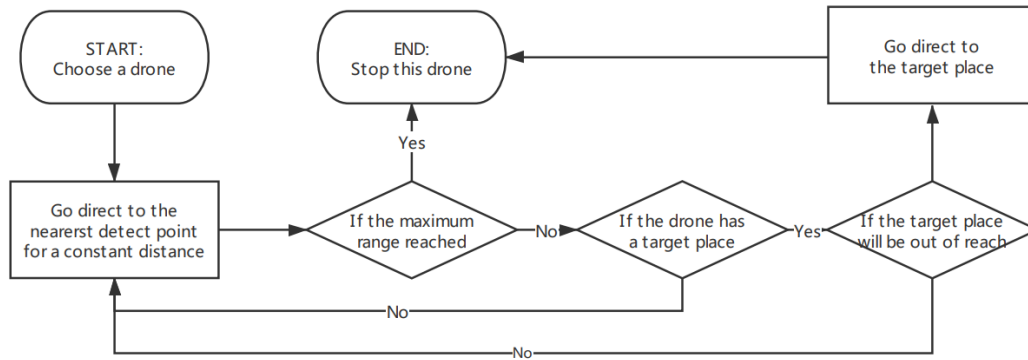 START:
Choose a drone
END:
Stop this drone
Go direct to
the target place
Yes
Go direct to the
nearerst detect point
for a constant distance
If the maximum
range reached
No
If the drone has
a target place
Yes
If the target place
will be out of reach
No
No